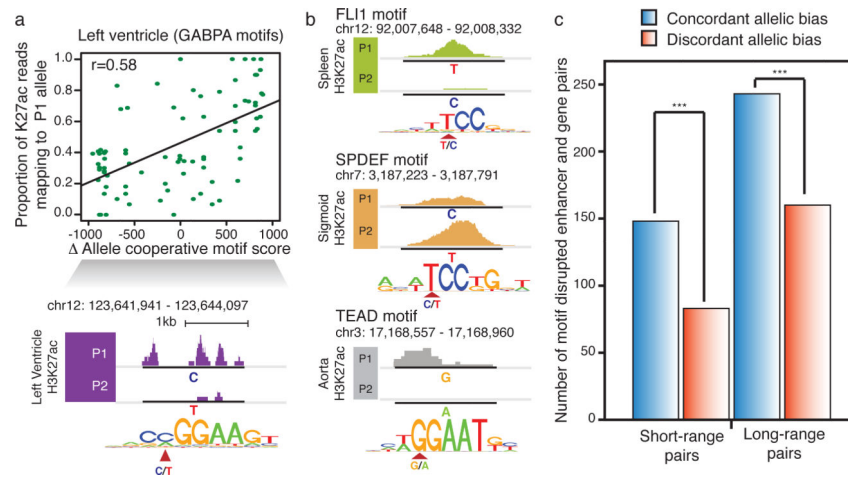 a
Left ventricle (GABPA motifs)
r=0.58
Proportion of K27ac reads
mapping to P1 allele
1.0
0.8
0.6
0.4
0.2
0.0
-1000 -500 0 500 1000
Δ Allele cooperative motif score
chr12: 123,641,941 - 123,644,097
1kb
Left Ventricle
H3K27ac
P1
C
P2
T
CCGGAAGT
C/T
b
FLI1 motif
chr12: 92,007,648 - 92,008,332
Spleen
H3K27ac
P1
T
P2
C
TCC
T/C
SPDEF motif
chr7: 3,187,223 - 3,187,791
Sigmoid
H3K27ac
P1
C
P2
T
TCCTG
C/T
TEAD motif
chr3: 17,168,557 - 17,168,960
Aorta
H3K27ac
P1
G
P2
A
TGGAAT
G/A
c
Concordant allelic bias
Discordant allelic bias
Number of motif disrupted enhancer and gene pairs
250
200
150
100
50
0
***
***
Short-range
pairs
Long-range
pairs